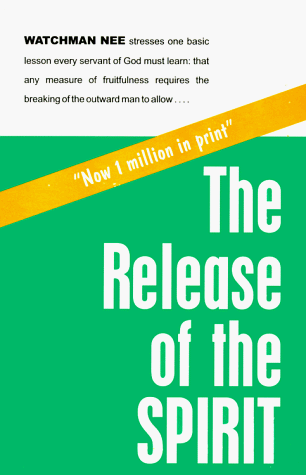 WATCHMAN NEE stresses one basic
lesson every servant of God must learn: that
any measure of fruitfulness requires the
breaking of the outward man to allow . . . .
"Now 1 million in print"
The
Release
of the
SPIRIT